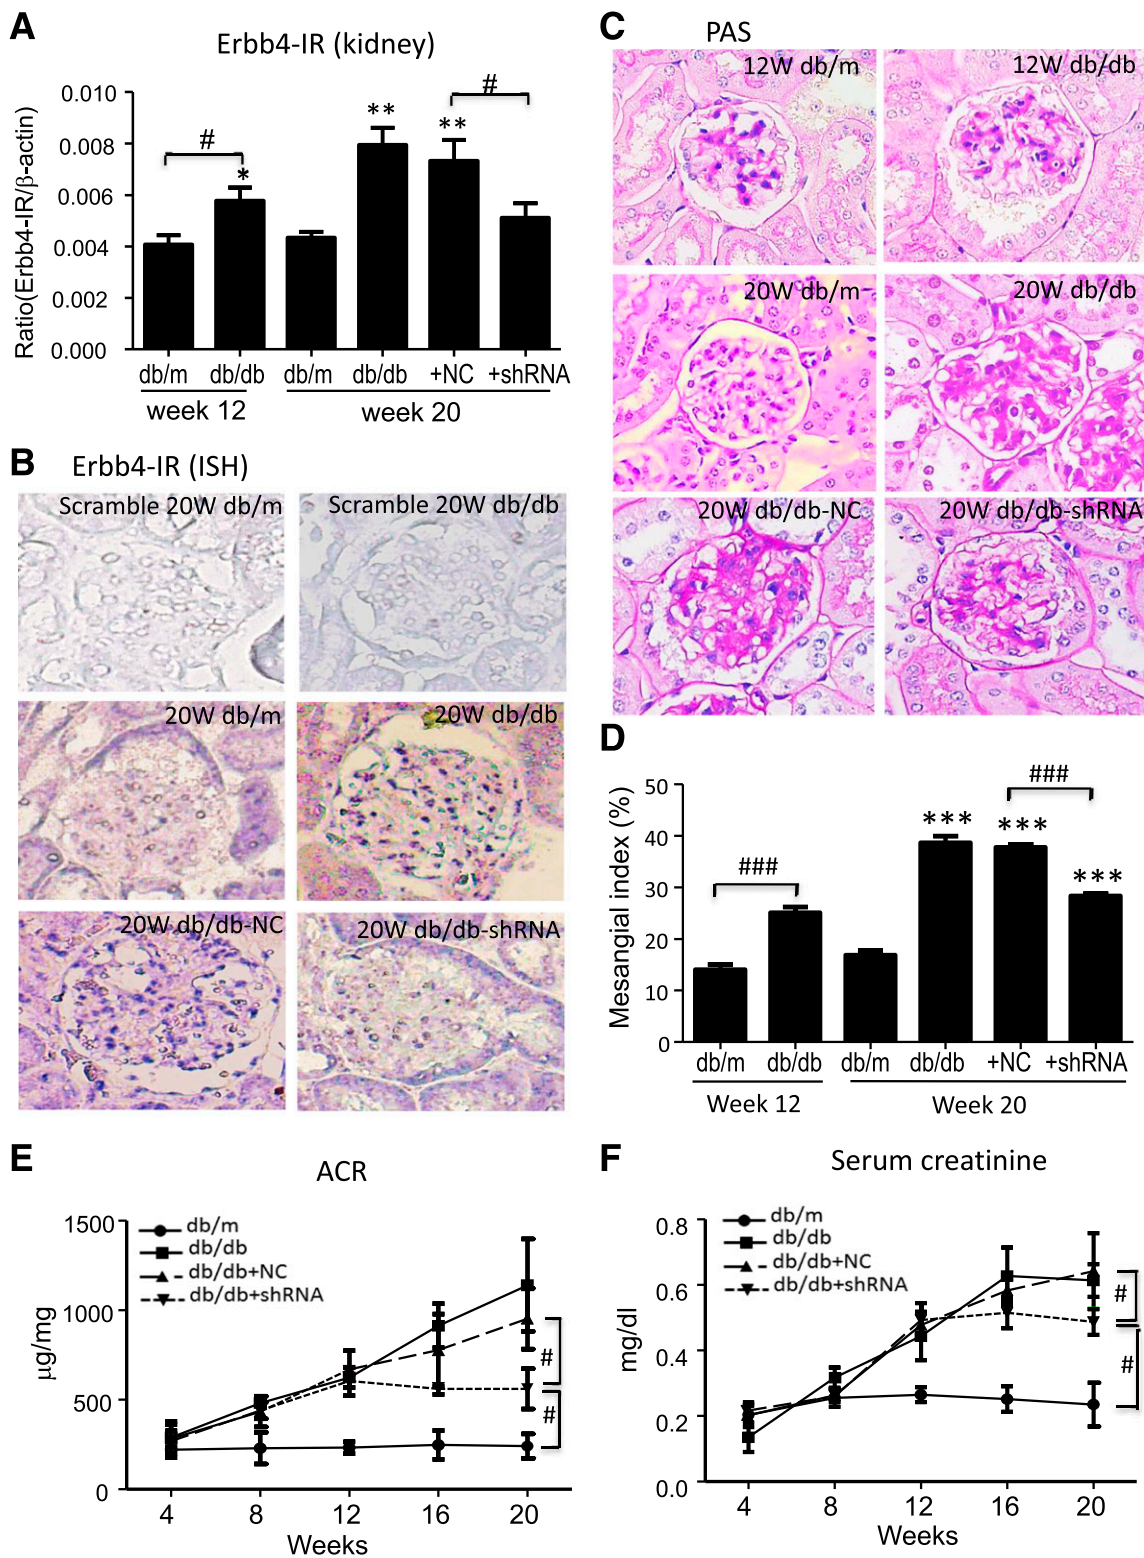 A
Erbb4-IR (kidney)
Ratio(Erbb4-IR/β-actin)
0.010
0.008
0.006
0.004
0.002
0.000
#
*
**
**
#
db/m db/db db/m db/db +NC +shRNA
week 12 week 20
B
Erbb4-IR (ISH)
Scramble 20W db/m
Scramble 20W db/db
20W db/m
20W db/db
20W db/db-NC
20W db/db-shRNA
C
PAS
12W db/m
12W db/db
20W db/m
20W db/db
20W db/db-NC
20W db/db-shRNA
D
Mesangial index (%)
50
40
30
20
10
0
###
***
***
###
***
db/m db/db db/m db/db +NC +shRNA
Week 12 Week 20
E
ACR
μg/mg
1500
1000
500
0
db/m
db/db
db/db+NC
db/db+shRNA
#
#
4 8 12 16 20
Weeks
F
Serum creatinine
mg/dl
0.8
0.6
0.4
0.2
0.0
db/m
db/db
db/db+NC
db/db+shRNA
#
#
4 8 12 16 20
Weeks